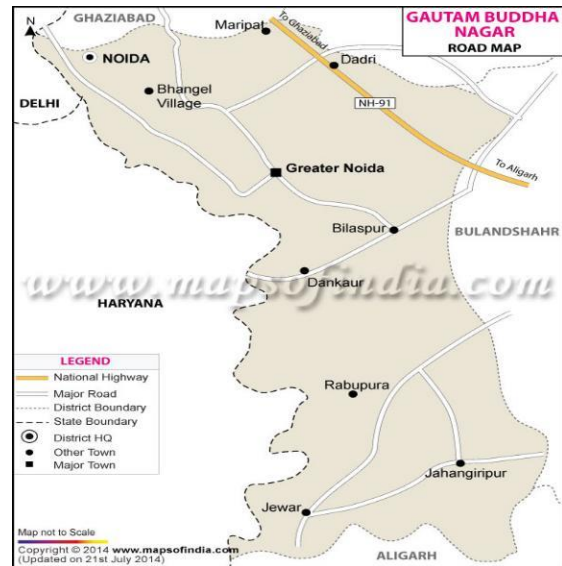 GHAZIABAD
GAUTAM BUDDHA
NAGAR
ROAD MAP
N
Maripat
To Ghaziabad
NOIDA
Dadri
DELHI
Bhangel
Village
NH-91
Greater Noida
To Aligarh
Bilaspur
BULANDSHAHR
Dankaur
www.mapsofindia.com
HARYANA
LEGEND
National Highway
Major Road
District Boundary
State Boundary
District HQ
Other Town
Major Town
Rabupura
Jahangiripur
Jewar
Map not to Scale
Copyright © 2014 www.mapsofindia.com
(Updated on 21st July 2014)
ALIGARH